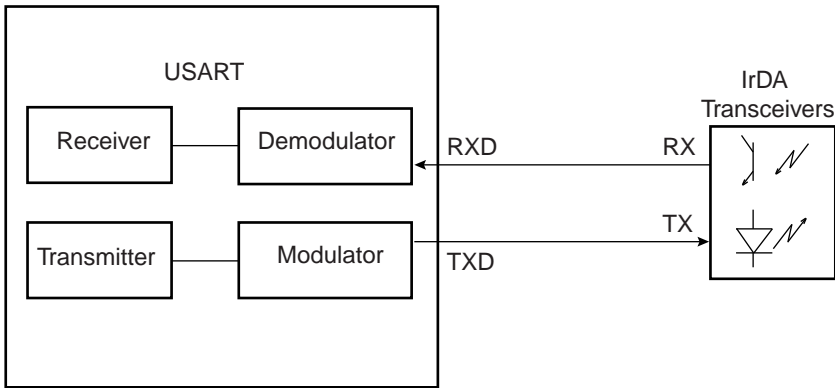 USART
IrDA
Transceivers
Receiver
Demodulator
RXD
RX
Transmitter
Modulator
TXD
TX